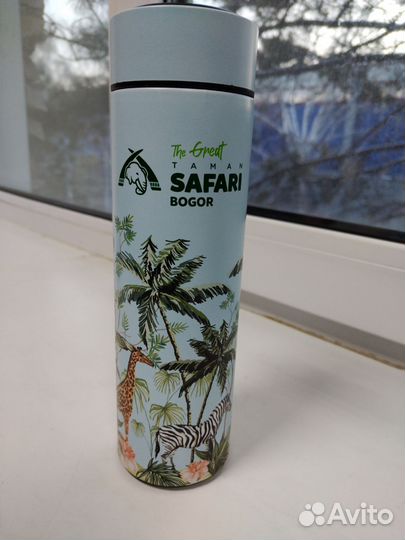 The Great
TAMAN
SAFARI
BOGOR
Avito